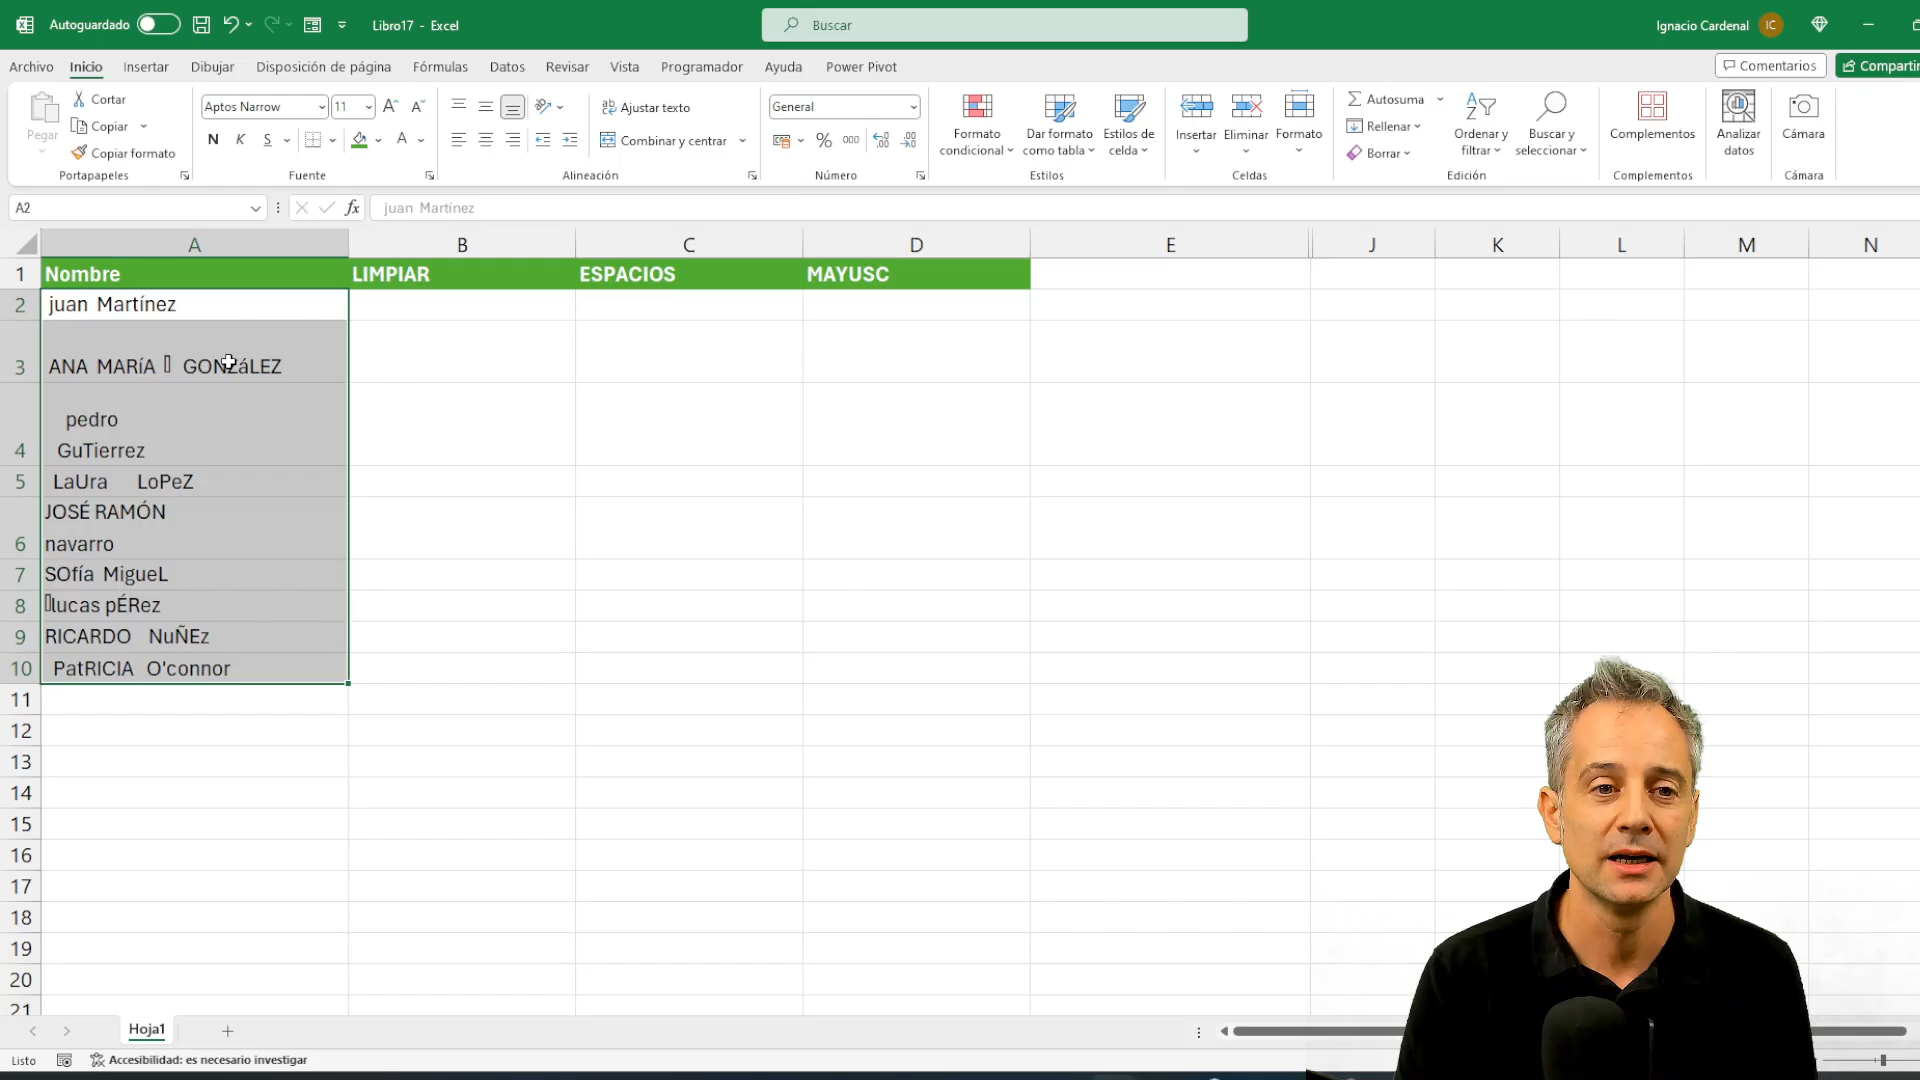 Autoguardado
Libro17 - Excel
Buscar
Ignacio Cardenal
IC
Archivo Inicio Insertar Dibujar Disposición de página Fórmulas Datos Revisar Vista Programador Ayuda Power Pivot
Comentarios
Compartir
Pegar
Cortar
Copiar
Copiar formato
Portapapeles
Aptos Narrow
11
N K S
Fuente
Ajustar texto
Combinar y centrar
Alineación
General
% 000
Número
Formato condicional
Dar formato como tabla
Estilos de celda
Estilos
Insertar
Eliminar
Formato
Celdas
Autosuma
Rellenar
Borrar
Ordenar y filtrar
Buscar y seleccionar
Edición
Complementos
Complementos
Analizar datos
Cámara
Cámara
A2
fx
juan Martínez
A B C D E J K L M N
1 Nombre LIMPIAR ESPACIOS MAYUSC
2 juan Martínez
3 ANA MARíA GONZáLEZ
pedro
4 GuTierrez
5 LaUra LoPeZ
JOSÉ RAMÓN
6 navarro
7 SOfía MigueL
8 lucas pÉRez
9 RICARDO NuÑEz
10 PatRICIA O'connor
11
12
13
14
15
16
17
18
19
20
21
Hoja1
Listo
Accesibilidad: es necesario investigar